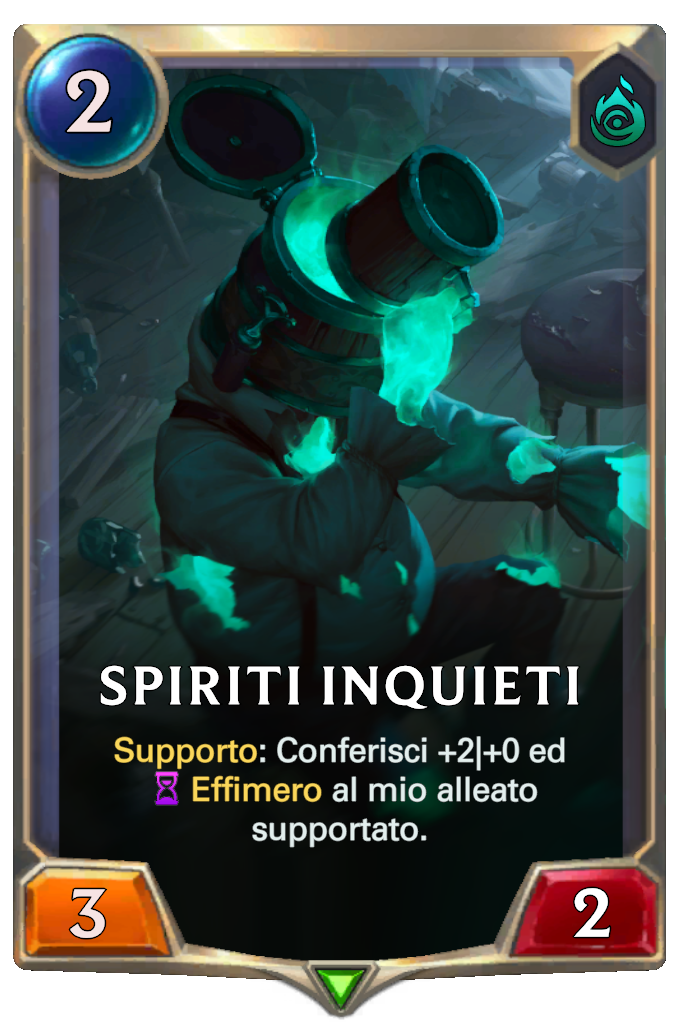 2
SPIRITI INQUIETI
Supporto: Conferisci +2|+0 ed
Effimero al mio alleato
supportato.
3
2